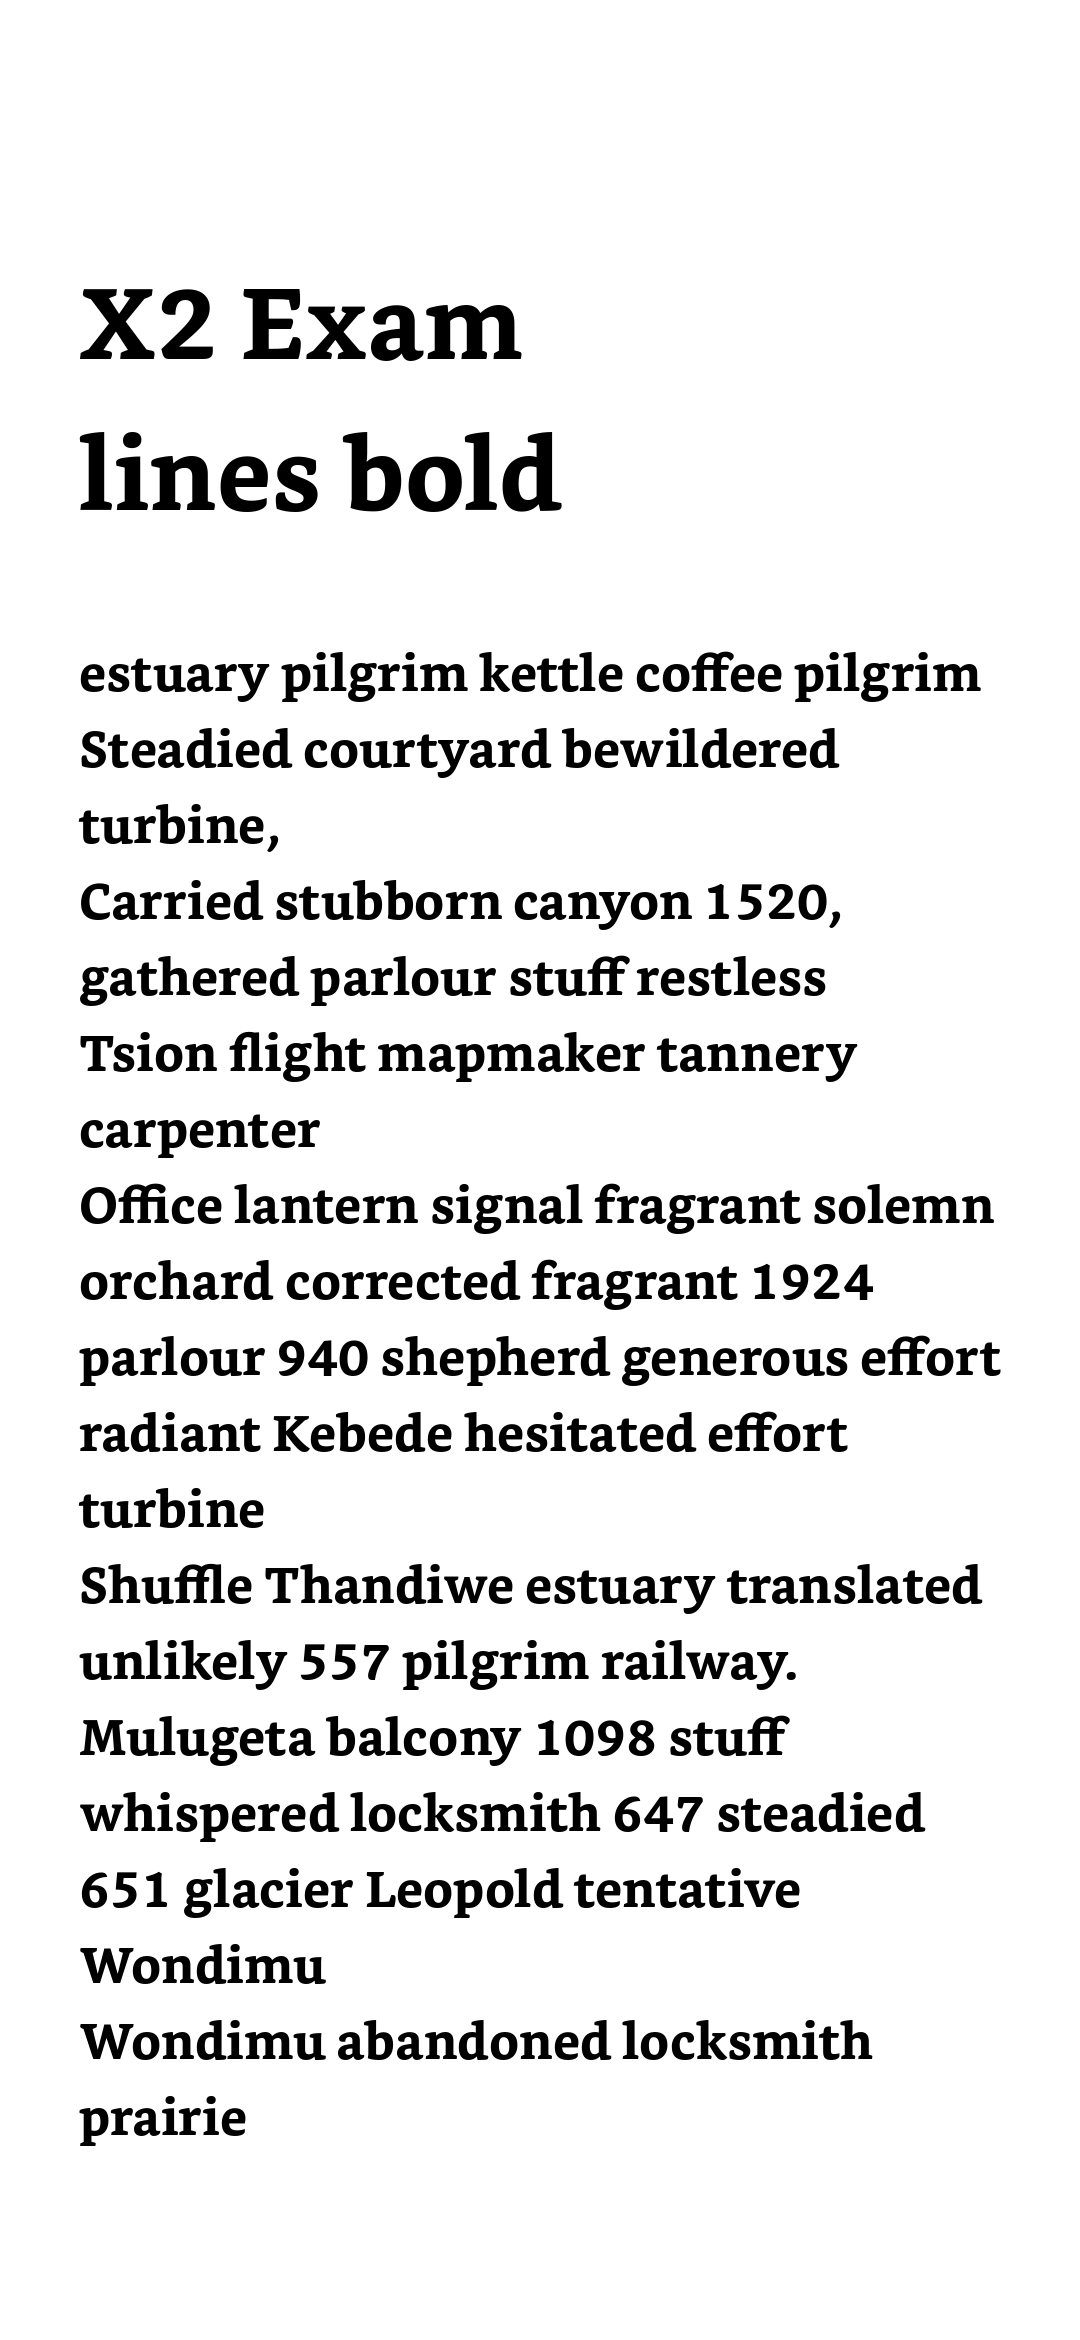 X2 Exam
lines bold
estuary pilgrim kettle coffee pilgrim
Steadied courtyard bewildered
turbine,
Carried stubborn canyon 1520,
gathered parlour stuff restless
Tsion flight mapmaker tannery
carpenter
Office lantern signal fragrant solemn
orchard corrected fragrant 1924
parlour 940 shepherd generous effort
radiant Kebede hesitated effort
turbine
Shuffle Thandiwe estuary translated
unlikely 557 pilgrim railway.
Mulugeta balcony 1098 stuff
whispered locksmith 647 steadied
651 glacier Leopold tentative
Wondimu
Wondimu abandoned locksmith
prairie